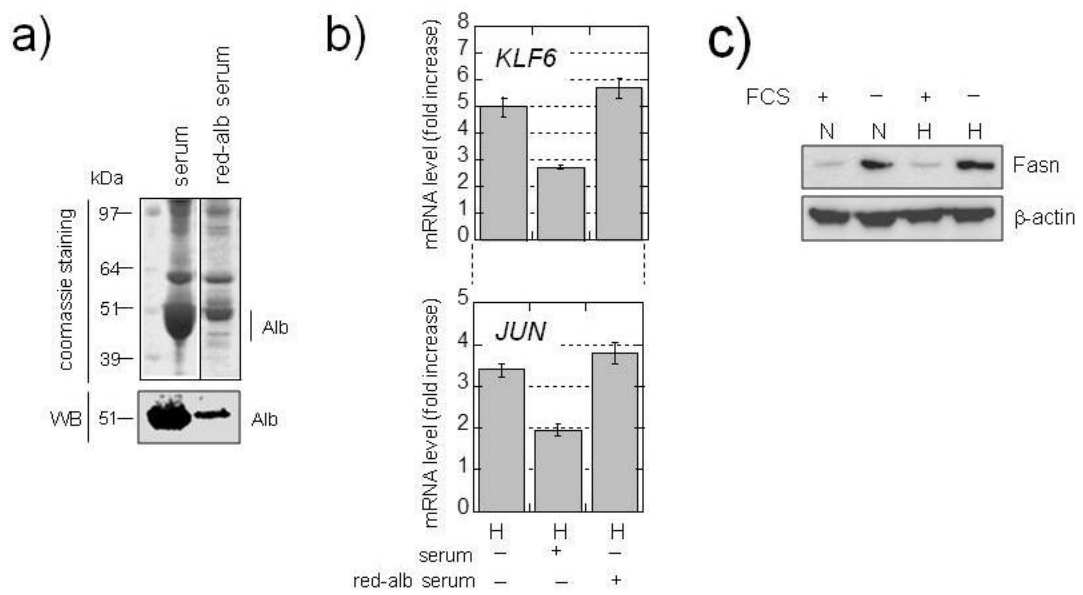 a)
serum
red-alb serum
kDa
97
64
51
39
coomassie staining
Alb
WB
51
Alb
b)
KLF6
mRNA level (fold increase)
8
7
6
5
4
3
2
1
0
JUN
mRNA level (fold increase)
5
4
3
2
1
0
H H H
serum – + –
red-alb serum – – +
c)
FCS + – + –
N N H H
Fasn
β-actin